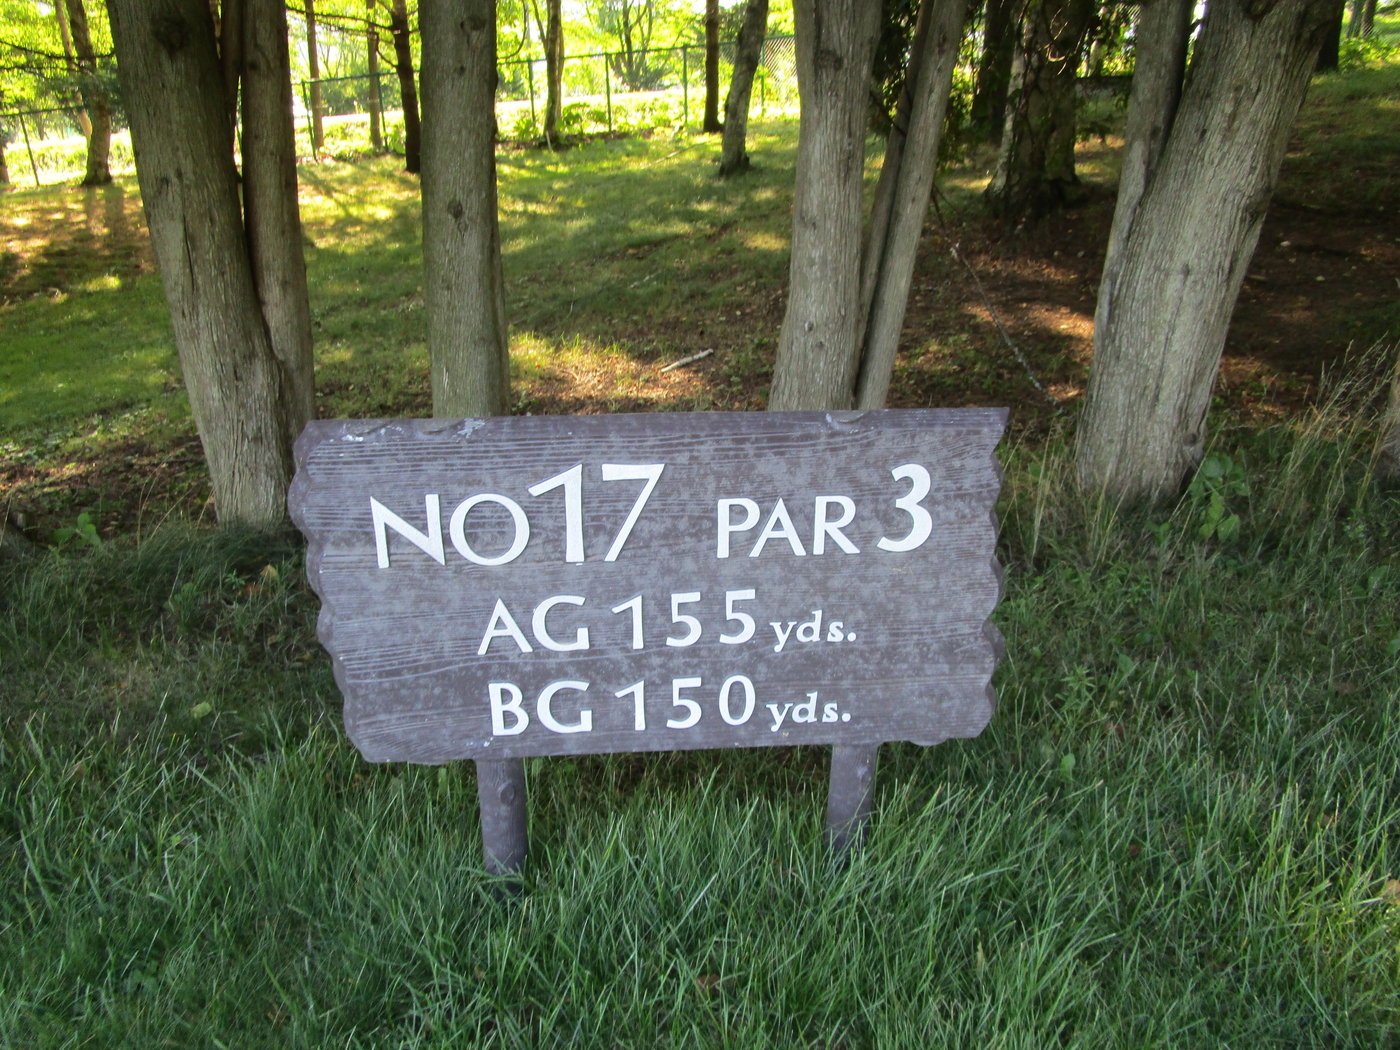 NO17 PAR 3
AG 155 yds.
BG 150 yds.